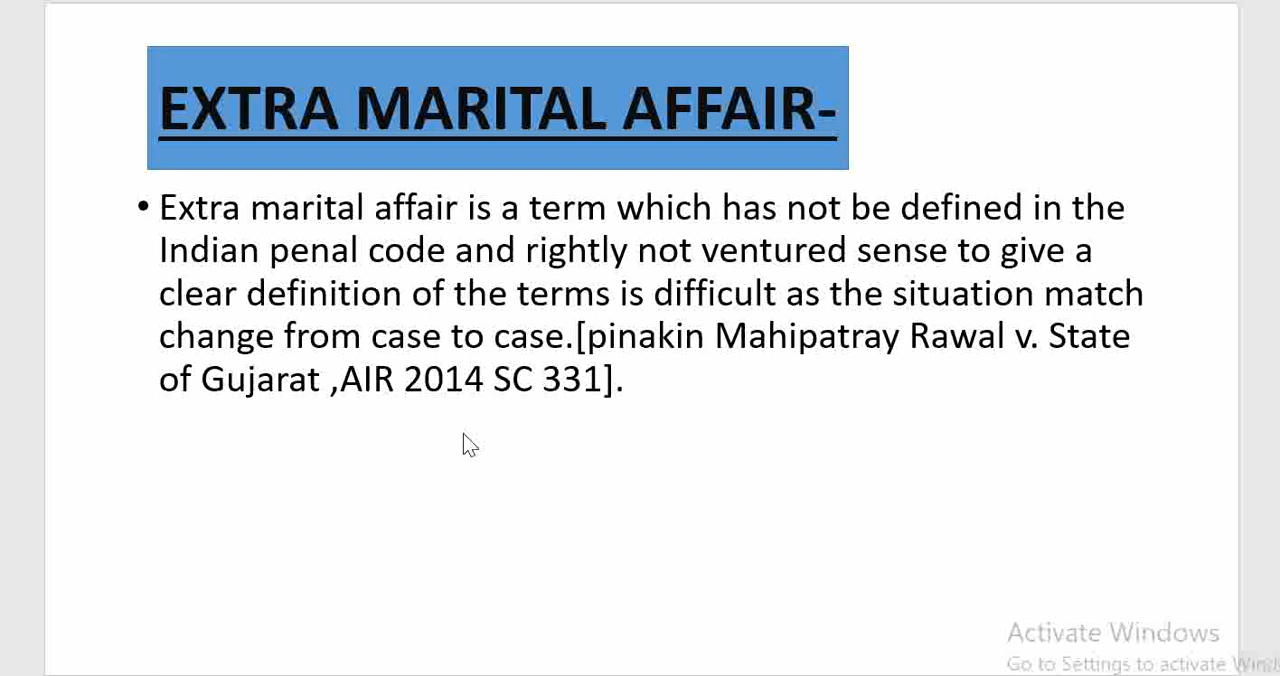 EXTRA MARITAL AFFAIR-
• Extra marital affair is a term which has not be defined in the
Indian penal code and rightly not ventured sense to give a
clear definition of the terms is difficult as the situation match
change from case to case.[pinakin Mahipatray Rawal v. State
of Gujarat ,AIR 2014 SC 331].
Activate Windows
Go to Settings to activate